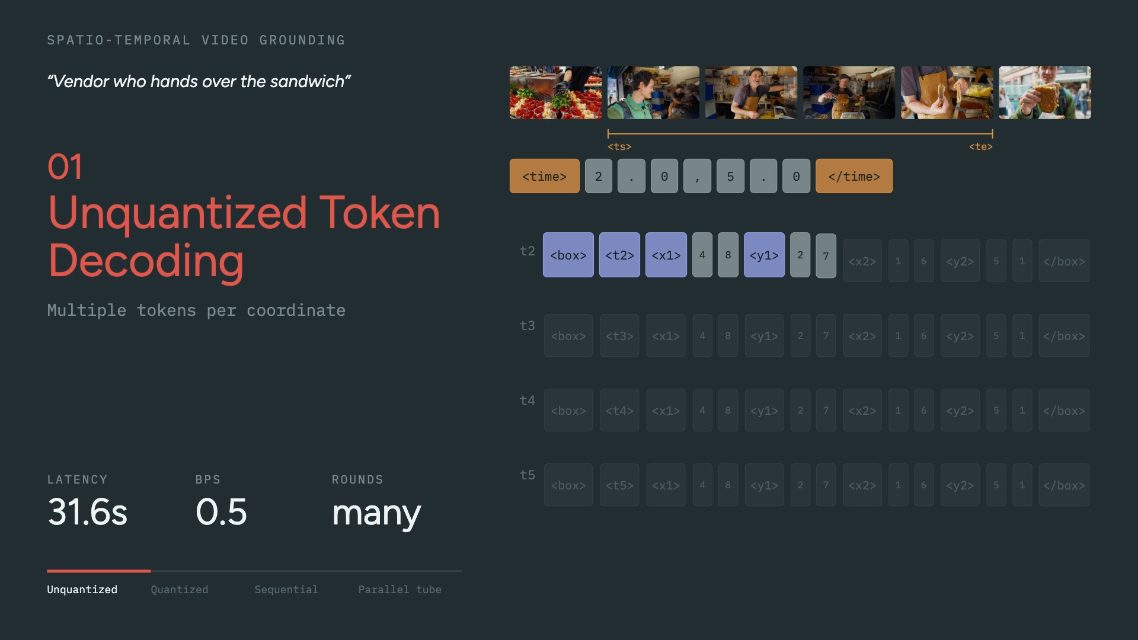 SPATIO-TEMPORAL VIDEO GROUNDING
“Vendor who hands over the sandwich”
01
Unquantized Token
Decoding
Multiple tokens per coordinate
LATENCY BPS ROUNDS
31.6s 0.5 many
Unquantized Quantized Sequential Parallel tube
<ts> <te>
<time> 2 . 0 , 5 . 0 </time>
t2 <box> <t2> <x1> 4 8 <y1> 2 7 <x2> 1 6 <y2> 5 1 </box>
t3 <box> <t3> <x1> 4 8 <y1> 2 7 <x2> 1 6 <y2> 5 1 </box>
t4 <box> <t4> <x1> 4 8 <y1> 2 7 <x2> 1 6 <y2> 5 1 </box>
t5 <box> <t5> <x1> 4 8 <y1> 2 7 <x2> 1 6 <y2> 5 1 </box>